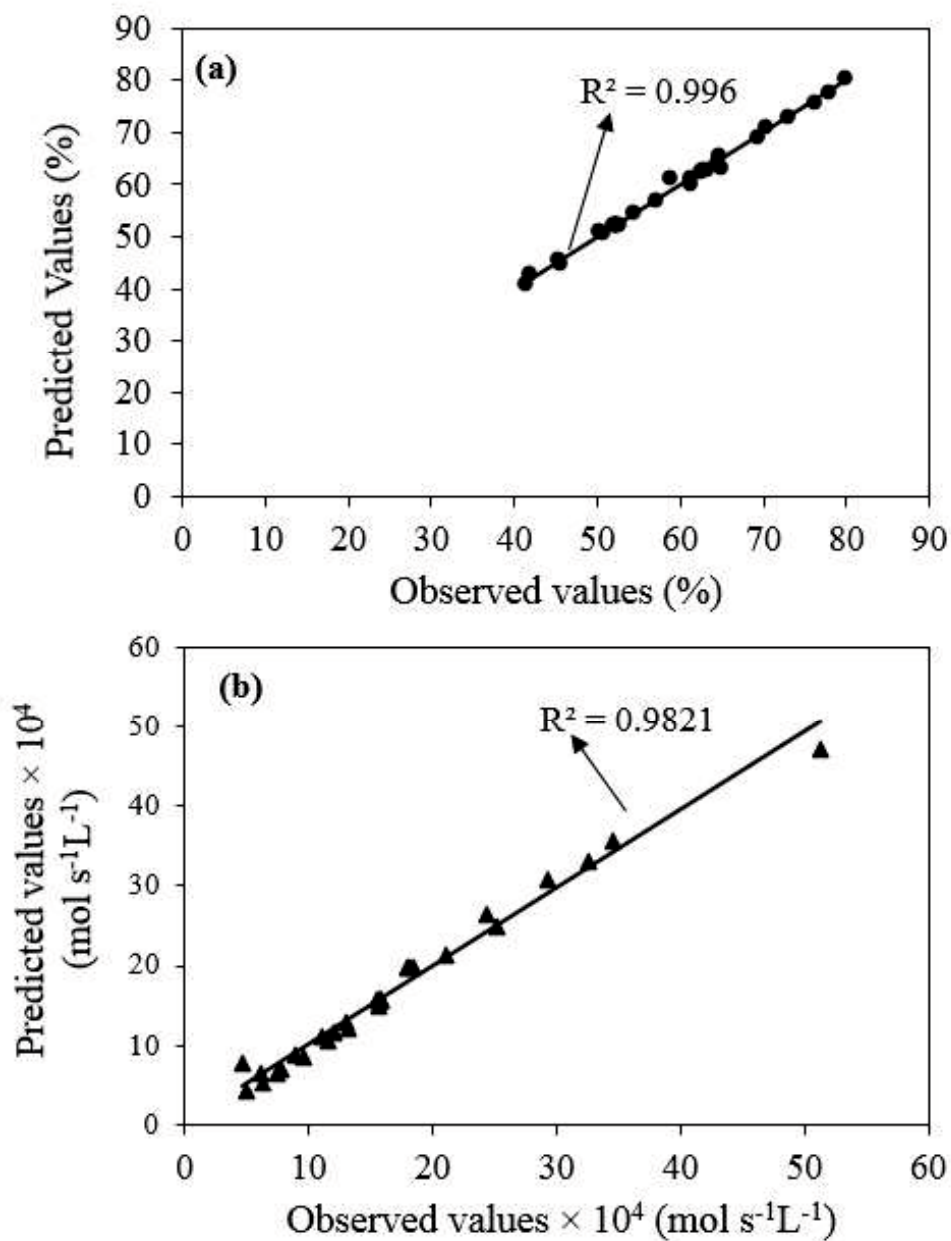 (a)
R² = 0.996
Predicted Values (%)
90
80
70
60
50
40
30
20
10
0
0 10 20 30 40 50 60 70 80 90
Observed values (%)
(b)
R² = 0.9821
Predicted values × 10⁴
(mol s⁻¹L⁻¹)
60
50
40
30
20
10
0
0 10 20 30 40 50 60
Observed values × 10⁴ (mol s⁻¹L⁻¹)